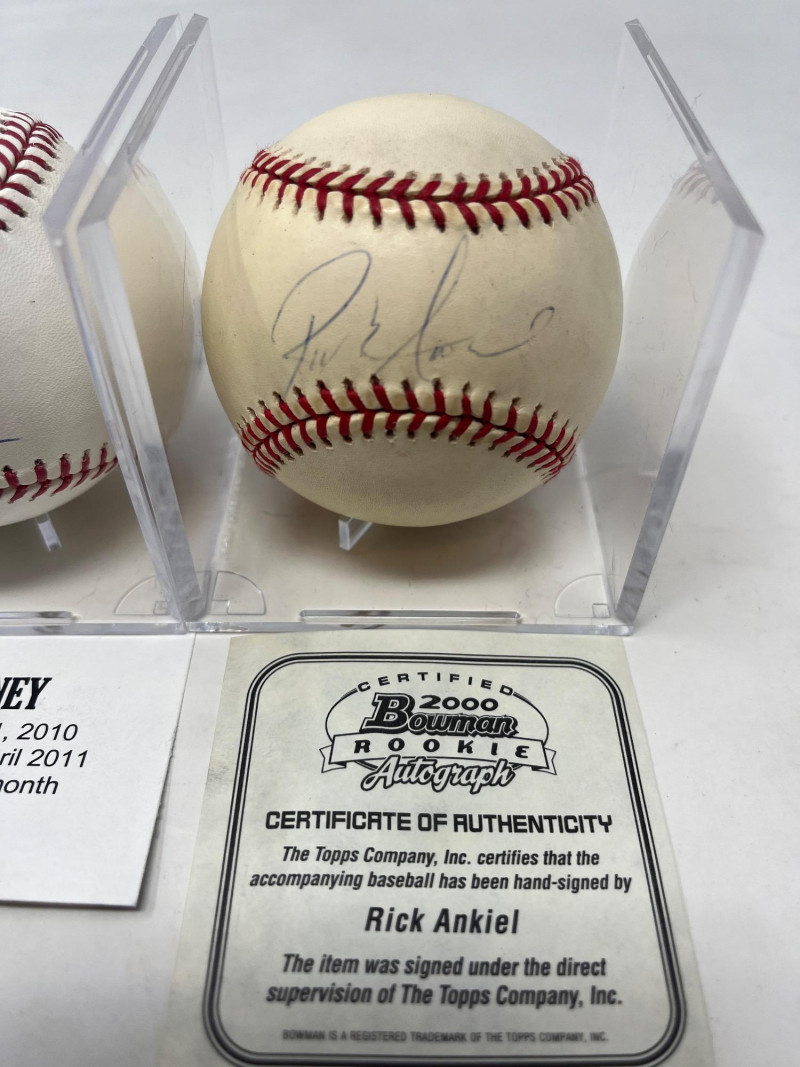 Rick
NEY
, 2010
ril 2011
month
CERTIFIED
2000
Bowman
ROOKIE
Autograph
CERTIFICATE OF AUTHENTICITY
The Topps Company, Inc. certifies that the
accompanying baseball has been hand-signed by
Rick Ankiel
The item was signed under the direct
supervision of The Topps Company, Inc.
BOWMAN IS A REGISTERED TRADEMARK OF THE TOPPS COMPANY, INC.